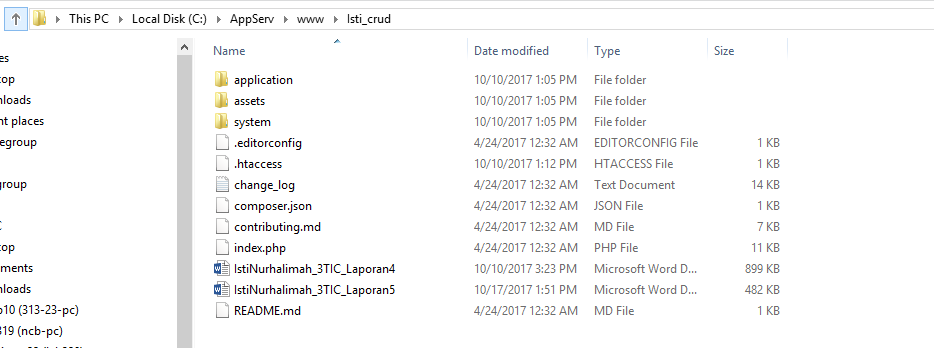 This PC > Local Disk (C:) > AppServ > www > Isti_crud
Name Date modified Type Size
es
top
nloads
nt places
egroup
group
C
top
ments
nloads
p10 (313-23-pc)
319 (ncb-pc)
application 10/10/2017 1:05 PM File folder
assets 10/10/2017 1:05 PM File folder
system 10/10/2017 1:05 PM File folder
.editorconfig 4/24/2017 12:32 AM EDITORCONFIG File 1 KB
.htaccess 10/10/2017 1:12 PM HTACCESS File 1 KB
change_log 4/24/2017 12:32 AM Text Document 14 KB
composer.json 4/24/2017 12:32 AM JSON File 1 KB
contributing.md 4/24/2017 12:32 AM MD File 7 KB
index.php 4/24/2017 12:32 AM PHP File 11 KB
IstiNurhalimah_3TIC_Laporan4 10/10/2017 3:23 PM Microsoft Word D... 899 KB
IstiNurhalimah_3TIC_Laporan5 10/17/2017 1:51 PM Microsoft Word D... 482 KB
README.md 4/24/2017 12:32 AM MD File 1 KB